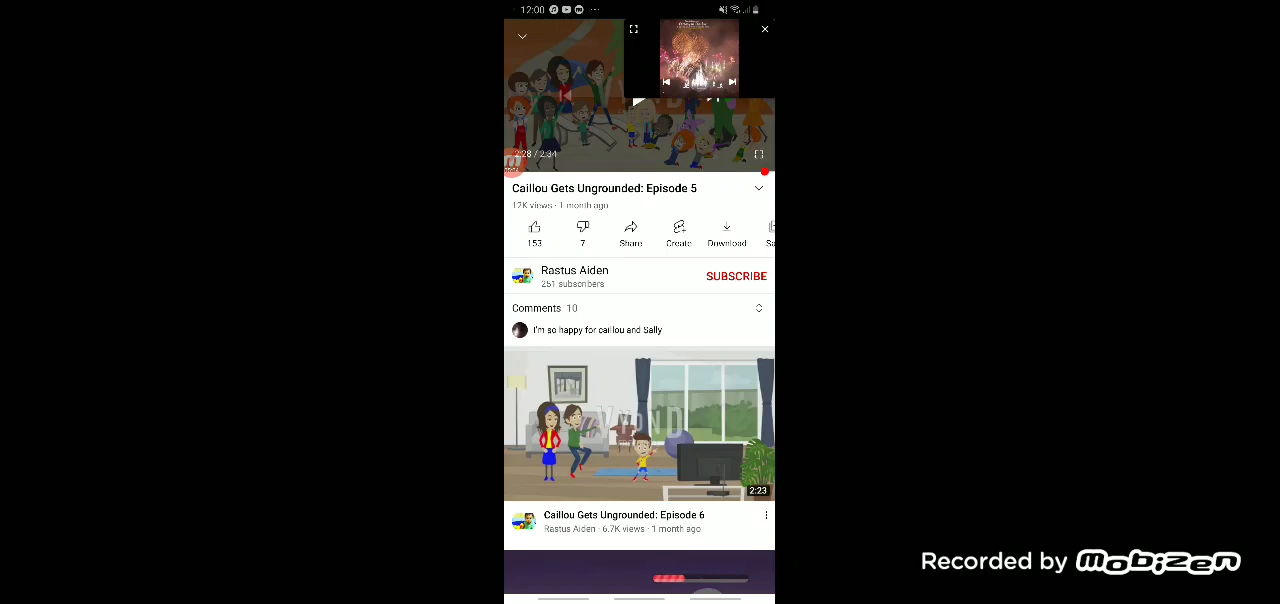 12:00
2:28 / 2:34
Caillou Gets Ungrounded: Episode 5
12K views · 1 month ago
153
7
Share
Create
Download
Sa
Rastus Aiden
251 subscribers
SUBSCRIBE
Comments 10
I'm so happy for caillou and Sally
VYOND
2:23
Caillou Gets Ungrounded: Episode 6
Rastus Aiden · 6.7K views · 1 month ago
Recorded by mobizen